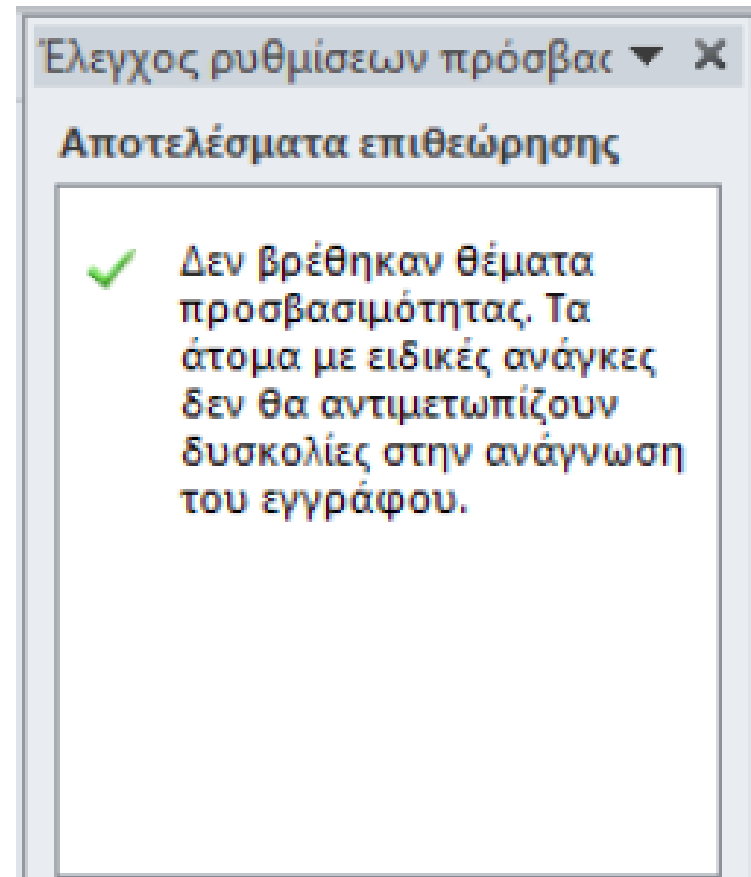 Έλεγχος ρυθμίσεων πρόσβας
Αποτελέσματα επιθεώρησης
Δεν βρέθηκαν θέματα
προσβασιμότητας. Τα
άτομα με ειδικές ανάγκες
δεν θα αντιμετωπίζουν
δυσκολίες στην ανάγνωση
του εγγράφου.